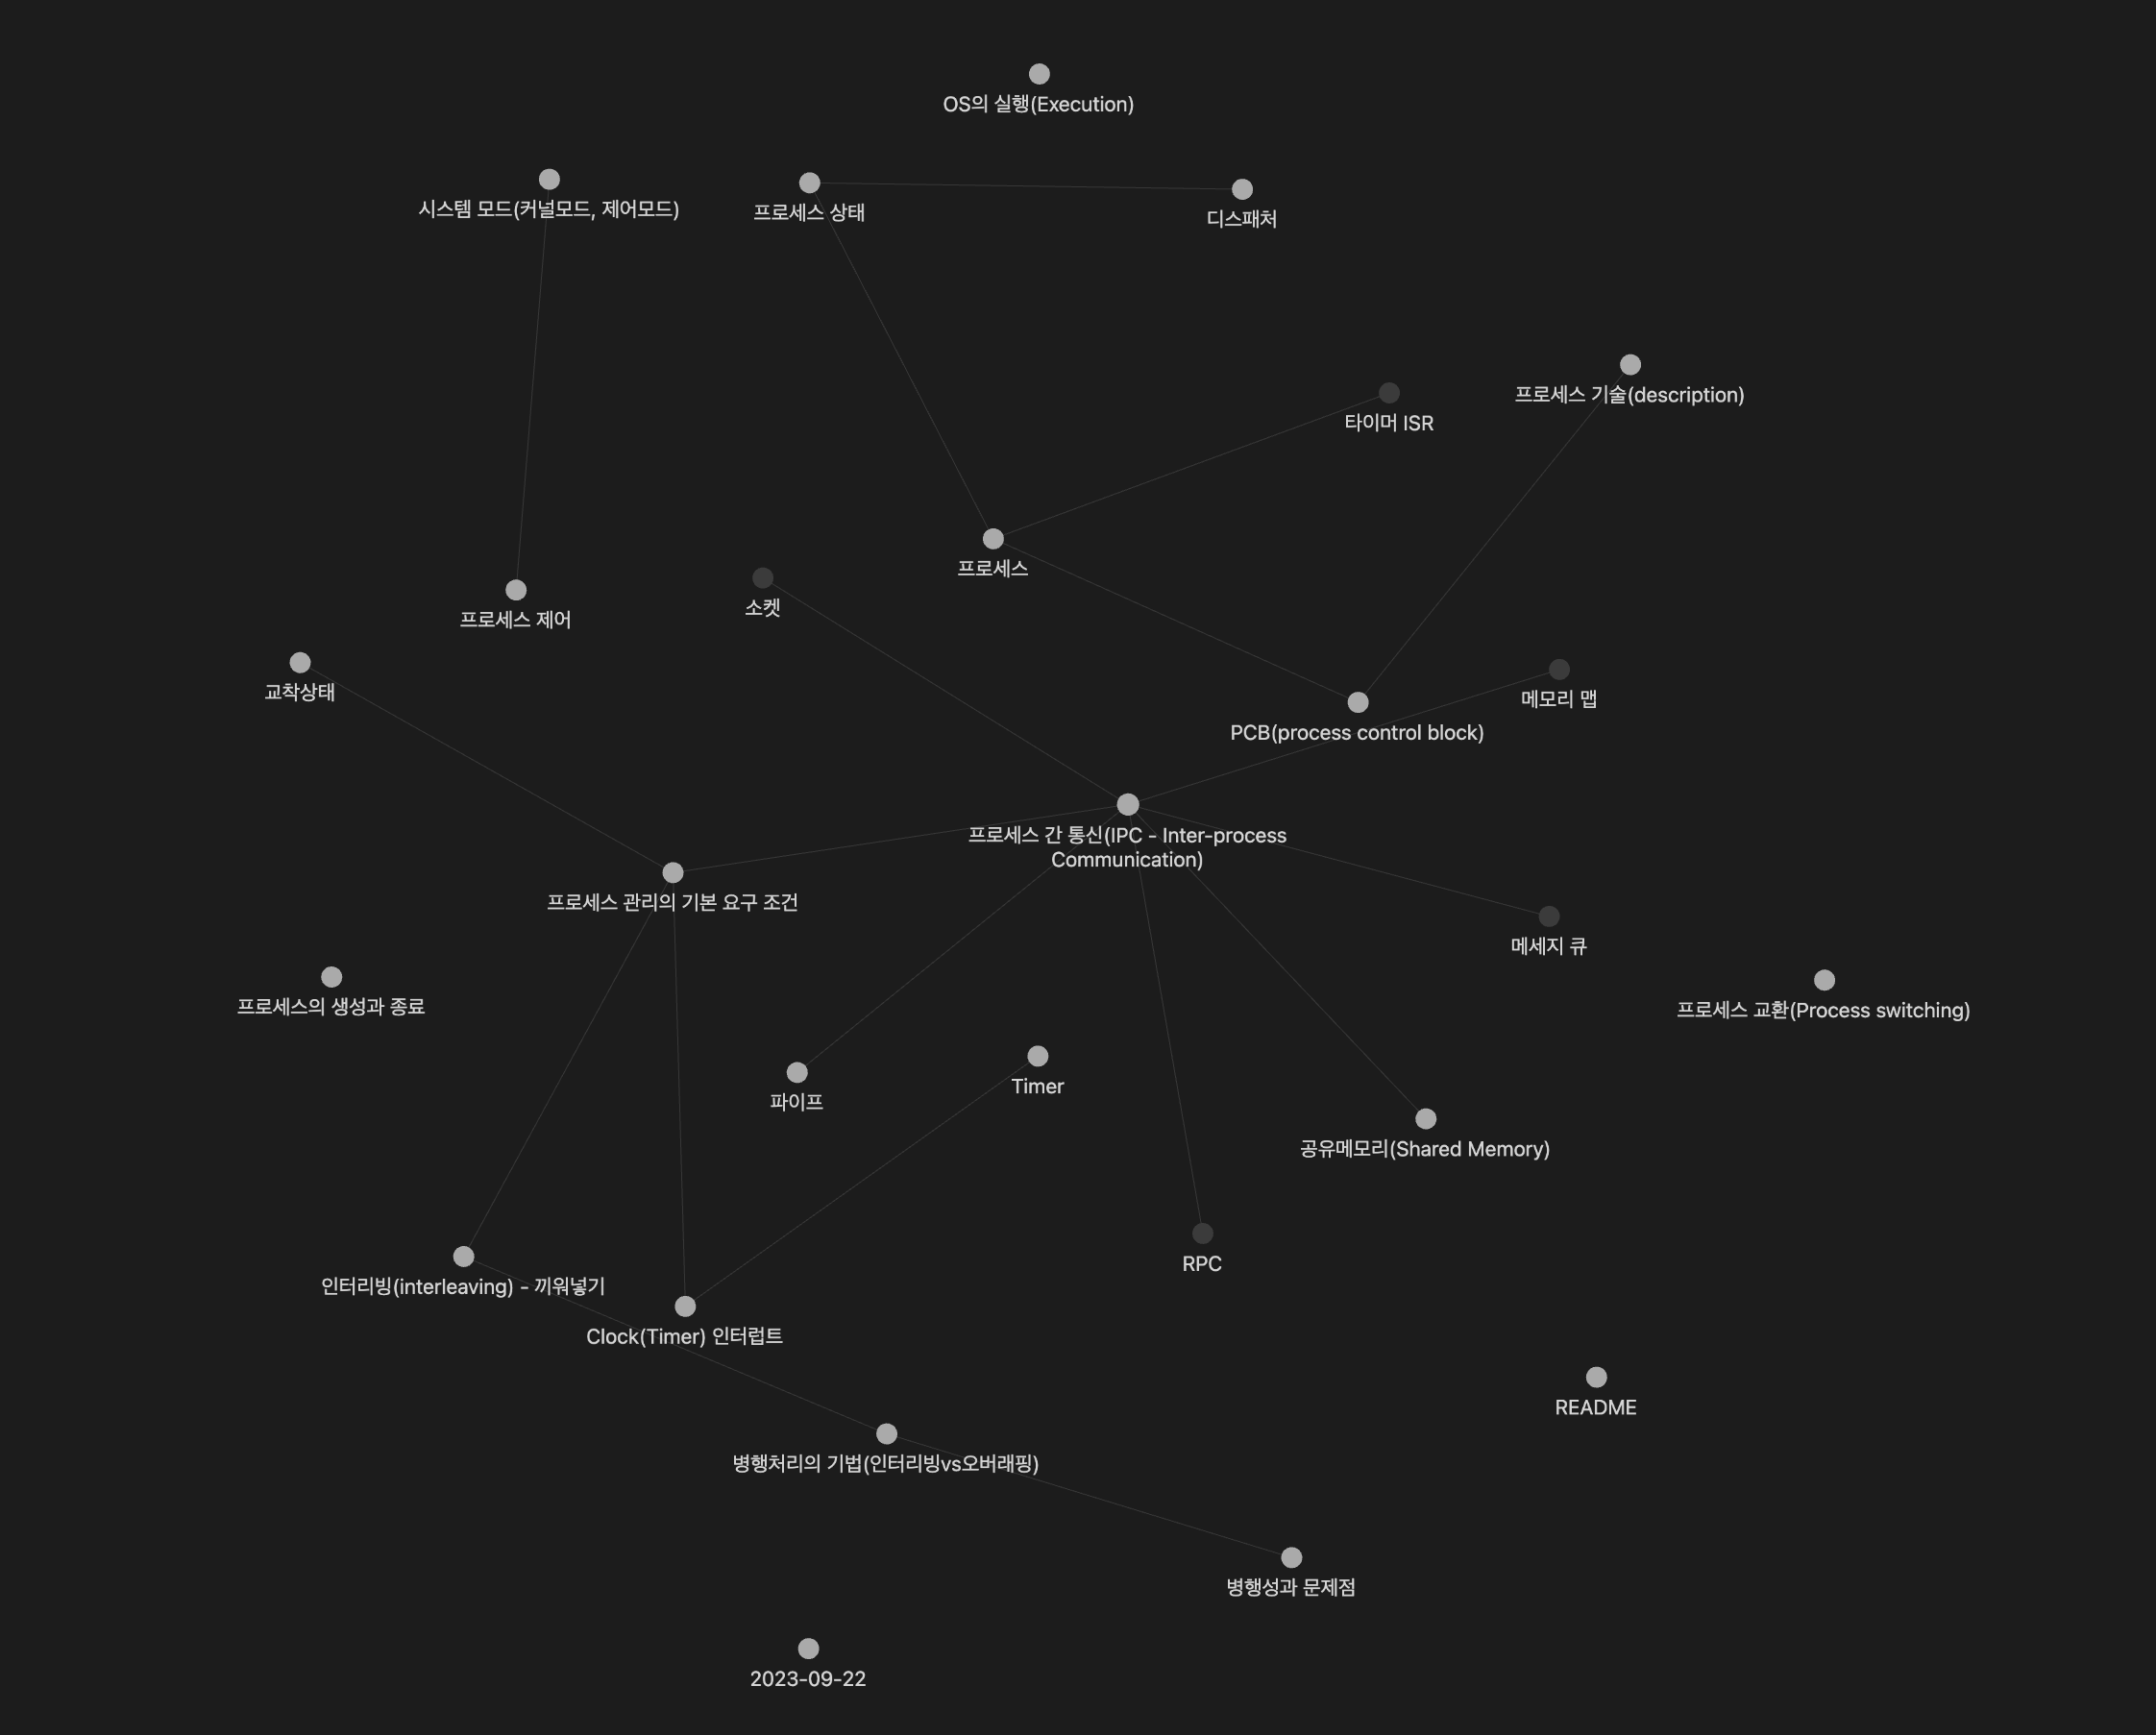 OS의 실행(Execution)
시스템 모드(커널모드, 제어모드)
프로세스 상태
디스패처
프로세스 기술(description)
타이머 ISR
프로세스
소켓
프로세스 제어
교착상태
메모리 맵
PCB(process control block)
프로세스 간 통신(IPC - Inter-process
Communication)
프로세스 관리의 기본 요구 조건
메세지 큐
프로세스의 생성과 종료
프로세스 교환(Process switching)
파이프
Timer
공유메모리(Shared Memory)
RPC
인터리빙(interleaving) - 끼워넣기
Clock(Timer) 인터럽트
README
병행처리의 기법(인터리빙vs오버래핑)
병행성과 문제점
2023-09-22